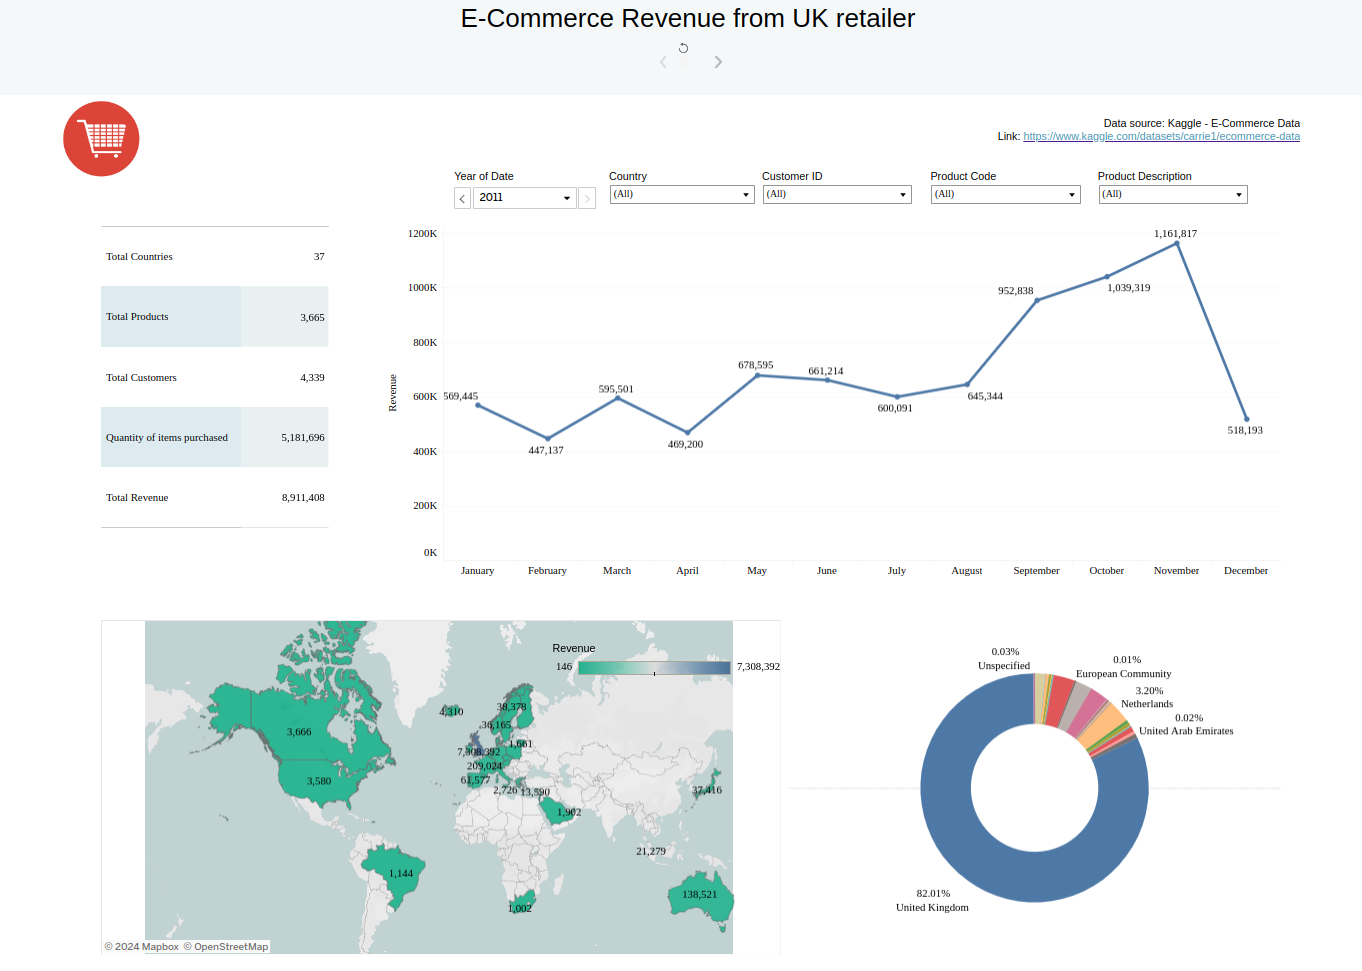 E-Commerce Revenue from UK retailer
Data source: Kaggle - E-Commerce Data
Link: https://www.kaggle.com/datasets/carrie1/ecommerce-data
Year of Date
Country
Customer ID
Product Code
Product Description
2011
(All)
(All)
(All)
(All)
Total Countries 37
Total Products 3,665
Total Customers 4,339
Quantity of items purchased 5,181,696
Total Revenue 8,911,408
Revenue
1200K
1000K
800K
600K
400K
200K
0K
569,445
447,137
595,501
469,200
678,595
661,214
600,091
645,344
952,838
1,039,319
1,161,817
518,193
January
February
March
April
May
June
July
August
September
October
November
December
Revenue
146
7,308,392
4,310
38,378
36,165
3,666
7,308,392
1,661
209,024
3,580
61,577
2,726
13,590
37,416
1,902
21,279
1,144
138,521
1,002
© 2024 Mapbox © OpenStreetMap
0.03%
Unspecified
0.01%
European Community
3.20%
Netherlands
0.02%
United Arab Emirates
82.01%
United Kingdom